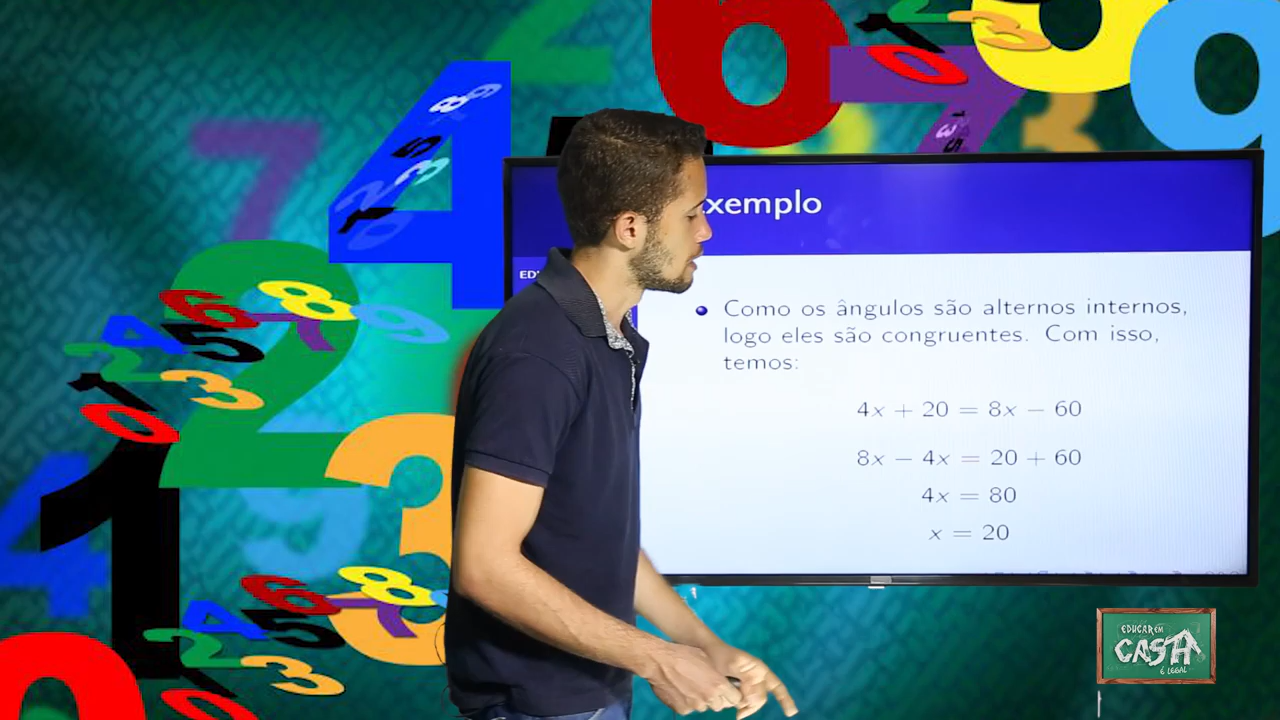 xemplo
Como os ângulos são alternos internos,
logo eles são congruentes. Com isso,
temos:
4x + 20 = 8x − 60
8x − 4x = 20 + 60
4x = 80
x = 20
EDUCAR EM
CASA
É LEGAL